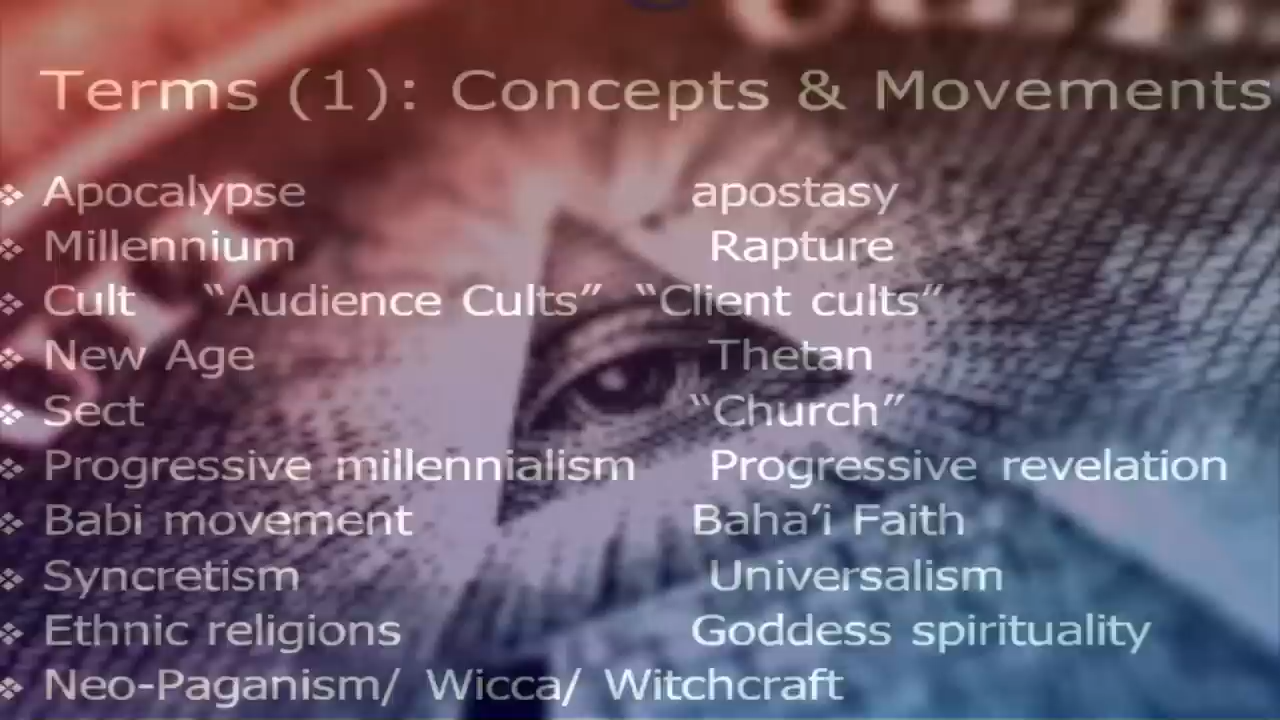 Terms (1): Concepts & Movements
❖ Apocalypse apostasy
❖ Millennium Rapture
❖ Cult “Audience Cults” “Client cults”
❖ New Age Thetan
❖ Sect “Church”
❖ Progressive millennialism Progressive revelation
❖ Babi movement Baha’i Faith
❖ Syncretism Universalism
❖ Ethnic religions Goddess spirituality
❖ Neo-Paganism/ Wicca/ Witchcraft